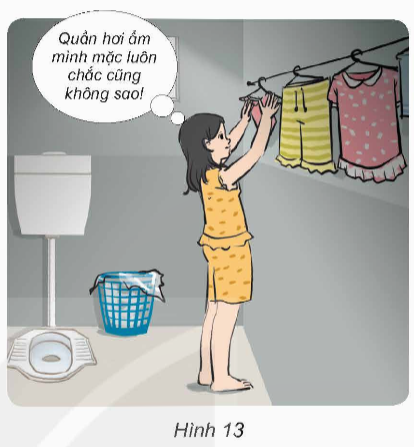 Quần hơi ẩm
mình mặc luôn
chắc cũng
không sao!
Hình 13